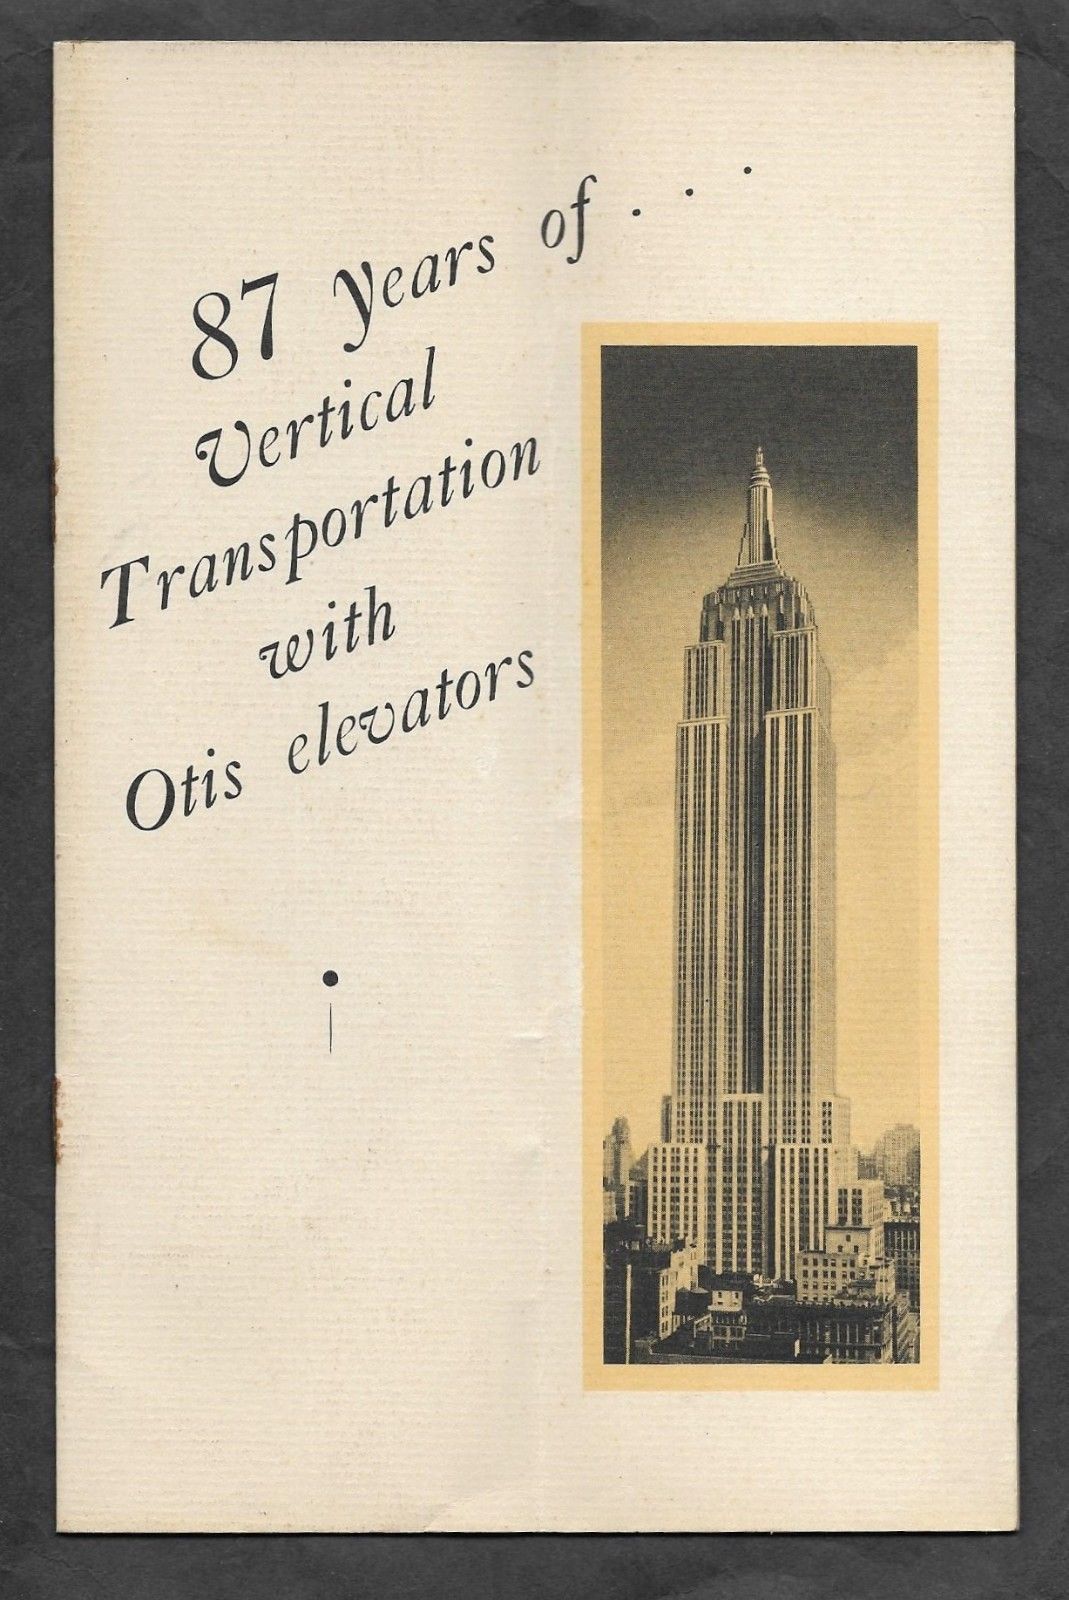 87 Years of . . .
Vertical
Transportation
with
Otis elevators